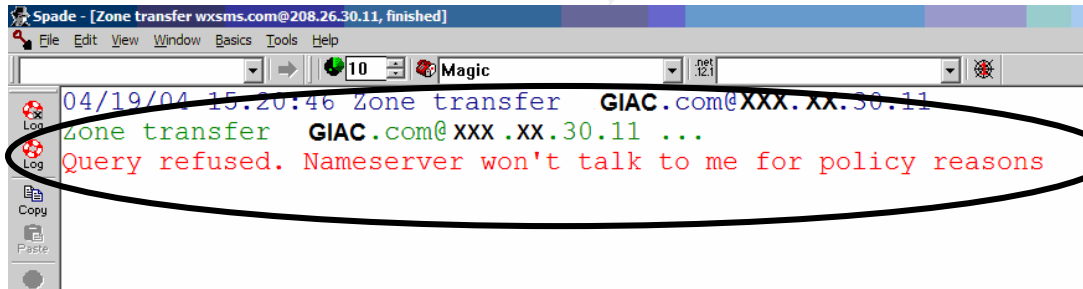 Spade - [Zone transfer wxsms.com@208.26.30.11, finished]
File Edit View Window Basics Tools Help
10 Magic .net .12.1
Log 04/19/04 15:20:46 Zone transfer GIAC.com@XXX.XX.30.11
Zone transfer GIAC.com@ XXX .XX.30.11 ...
Log Query refused. Nameserver won't talk to me for policy reasons
Copy
Paste